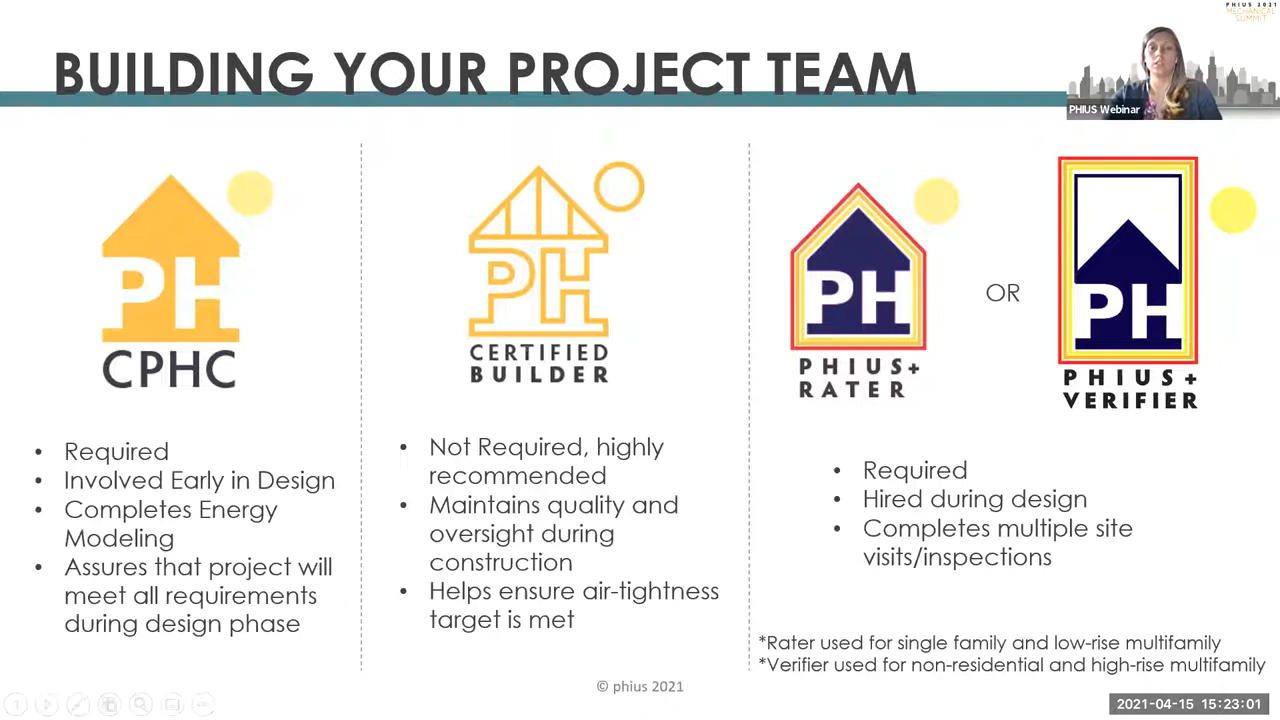 PHIUS 2021
MECHANICAL
SUMMIT
BUILDING YOUR PROJECT TEAM
PHIUS Webinar
PH
CPHC
• Required
• Involved Early in Design
• Completes Energy
Modeling
• Assures that project will
meet all requirements
during design phase
PH
CERTIFIED
BUILDER
• Not Required, highly
recommended
• Maintains quality and
oversight during
construction
• Helps ensure air-tightness
target is met
PH
PHIUS+
RATER
OR
PH
PHIUS+
VERIFIER
• Required
• Hired during design
• Completes multiple site
visits/inspections
*Rater used for single family and low-rise multifamily
*Verifier used for non-residential and high-rise multifamily
© phius 2021
2021-04-15 15:23:01